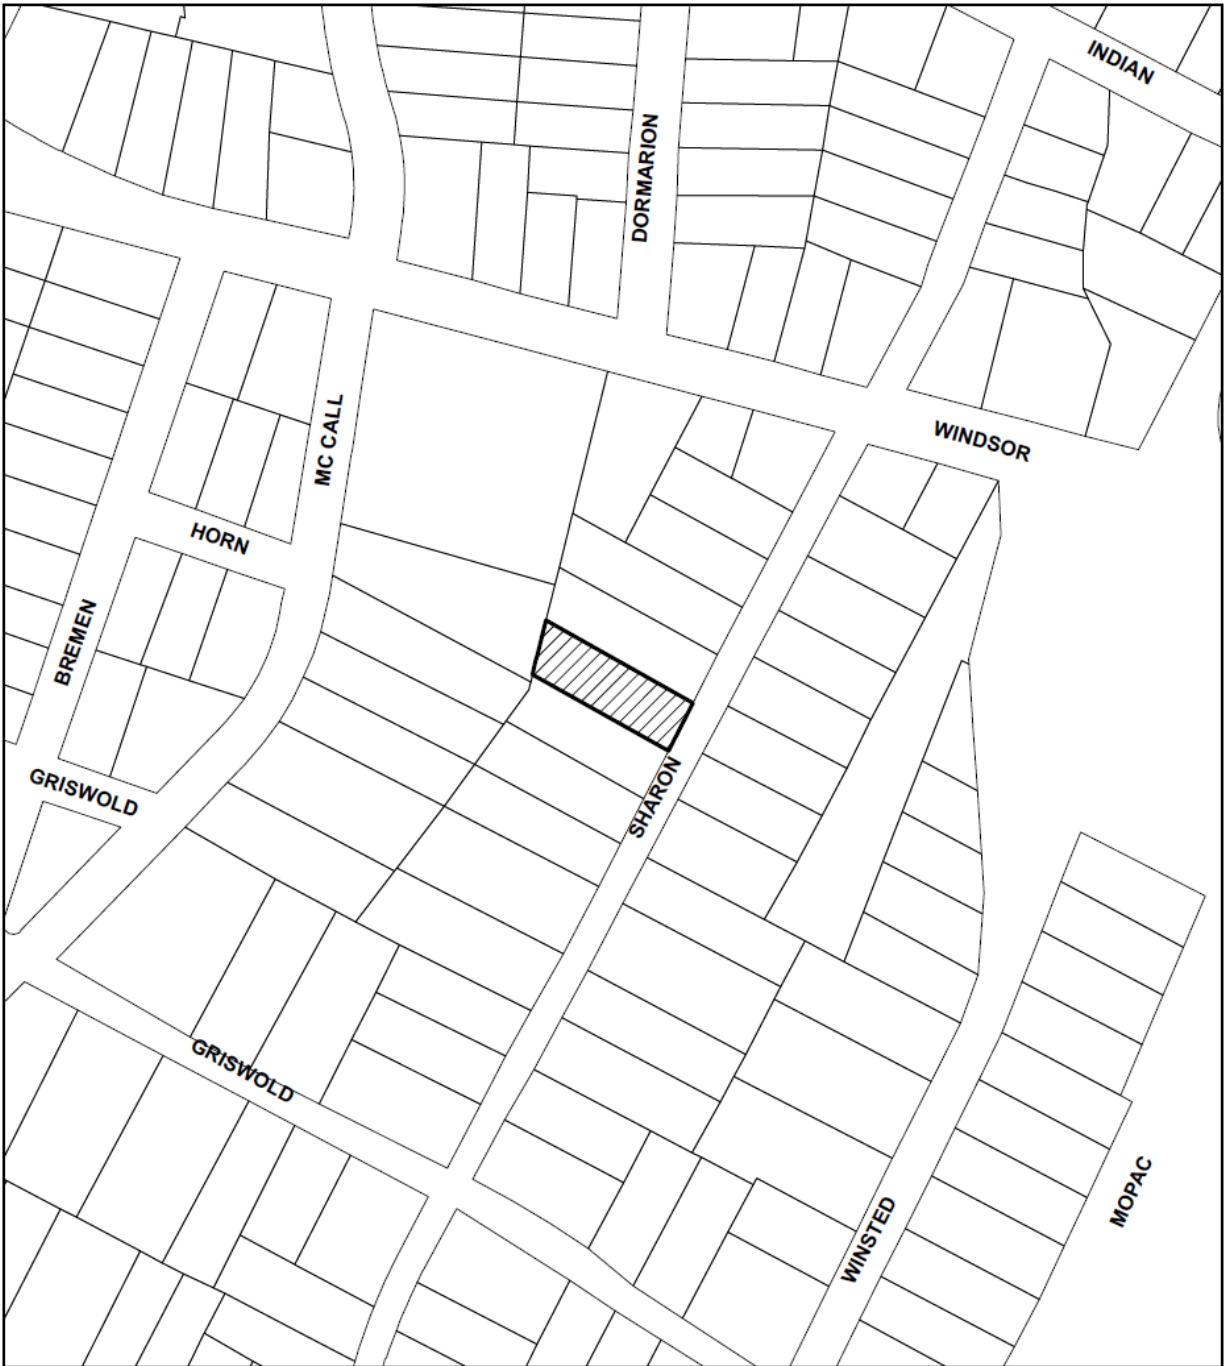 INDIAN
DORMARION
WINDSOR
MC CALL
HORN
BREMEN
SHARON
GRISWOLD
GRISWOLD
MOPAC
WINSTED